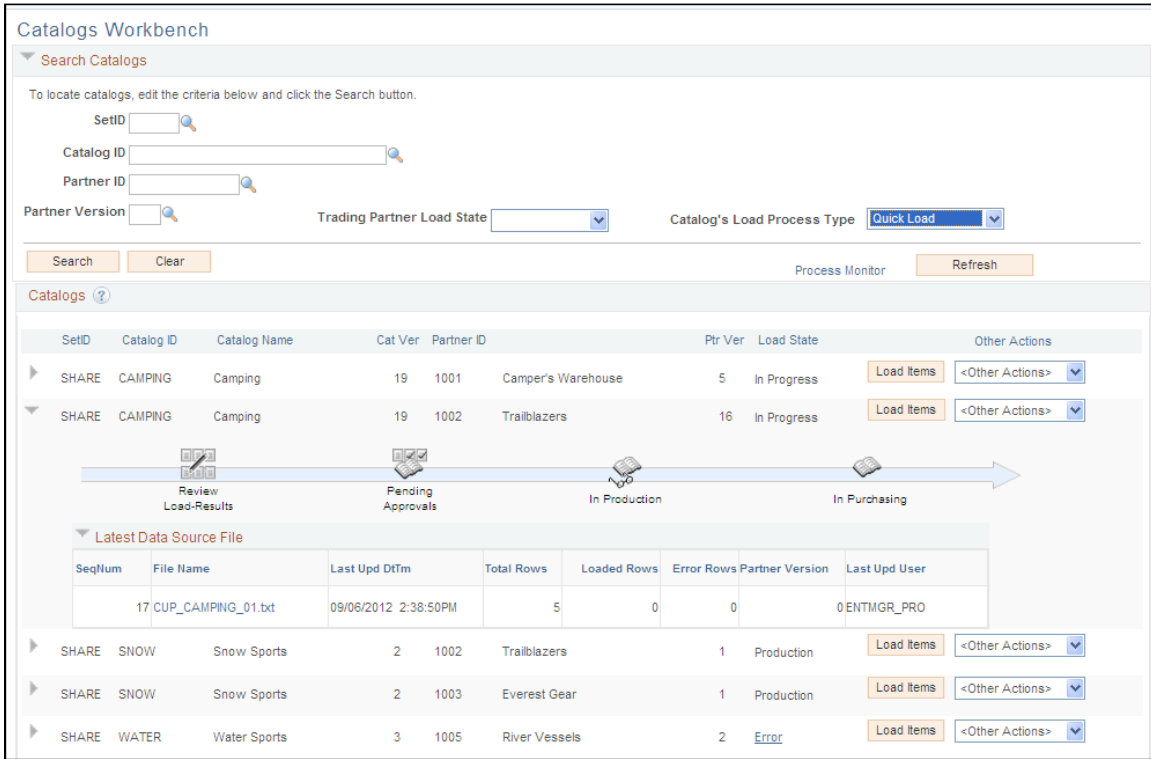 Catalogs Workbench
Search Catalogs
To locate catalogs, edit the criteria below and click the Search button.
SetID
Catalog ID
Partner ID
Partner Version Trading Partner Load State Catalog's Load Process Type Quick Load
Search Clear Process Monitor Refresh
Catalogs ?
SetID Catalog ID Catalog Name Cat Ver Partner ID Ptr Ver Load State Other Actions
SHARE CAMPING Camping 19 1001 Camper's Warehouse 5 In Progress Load Items <Other Actions>
SHARE CAMPING Camping 19 1002 Trailblazers 16 In Progress Load Items <Other Actions>
Review Load-Results
Pending Approvals
In Production
In Purchasing
Latest Data Source File
SeqNum File Name Last Upd DtTm Total Rows Loaded Rows Error Rows Partner Version Last Upd User
17 CUP_CAMPING_01.txt 09/06/2012 2:38:50PM 5 0 0 0 ENTMGR_PRO
SHARE SNOW Snow Sports 2 1002 Trailblazers 1 Production Load Items <Other Actions>
SHARE SNOW Snow Sports 2 1003 Everest Gear 1 Production Load Items <Other Actions>
SHARE WATER Water Sports 3 1005 River Vessels 2 Error Load Items <Other Actions>